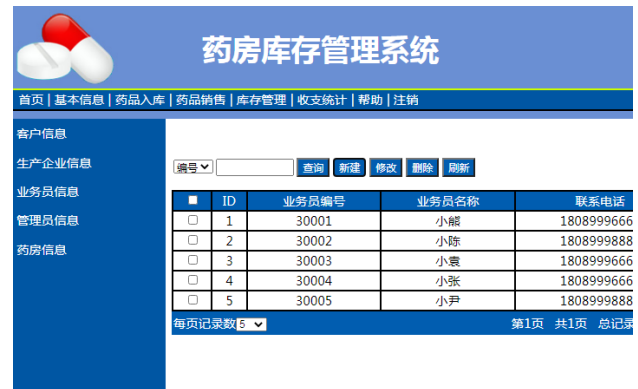 药房库存管理系统
首页 | 基本信息 | 药品入库 | 药品销售 | 库存管理 | 收支统计 | 帮助 | 注销
客户信息
生产企业信息
业务员信息
管理员信息
药房信息
编号 查询 新建 修改 删除 刷新
ID 业务员编号 业务员名称 联系电话
1 30001 小熊 1808999666
2 30002 小陈 1808999888
3 30003 小袁 1808999666
4 30004 小张 1808999666
5 30005 小尹 1808999888
每页记录数 5 第1页 共1页 总记录